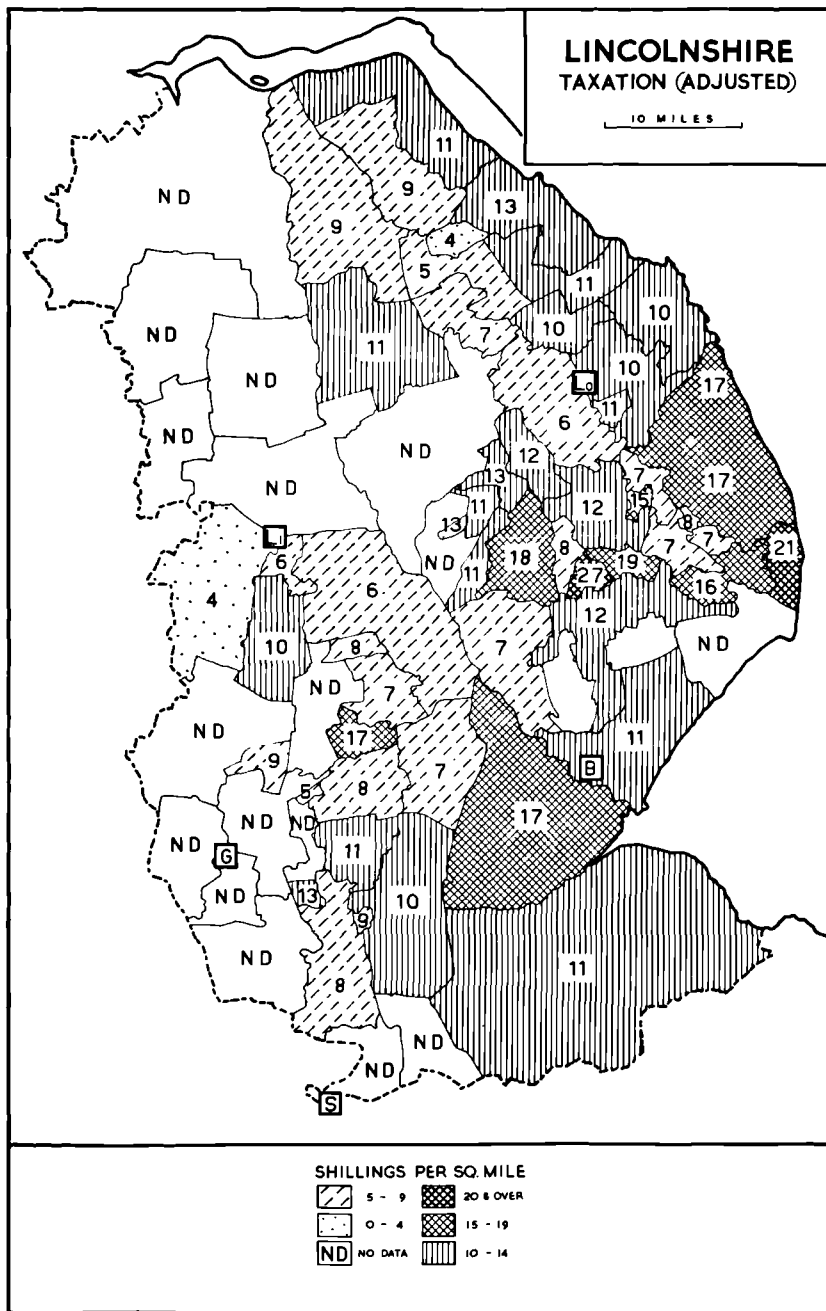 LINCOLNSHIRE
TAXATION (ADJUSTED)
10 MILES
11
ND
9
13
9
4
5
11
10
ND
11
7
10
10
ND
Lo
17
11
6
ND
12
ND
13
7
17
ND
11
15
12
13
8
Li
18
8
7
7
21
6
ND
19
11
27
16
4
6
12
10
8
7
ND
ND
7
ND
17
11
9
7
B
5
8
17
ND
ND
ND
11
G
ND
13
10
9
ND
11
8
ND
ND
S
SHILLINGS PER SQ. MILE
5 - 9 20 & OVER
0 - 4 15 - 19
ND NO DATA 10 - 14